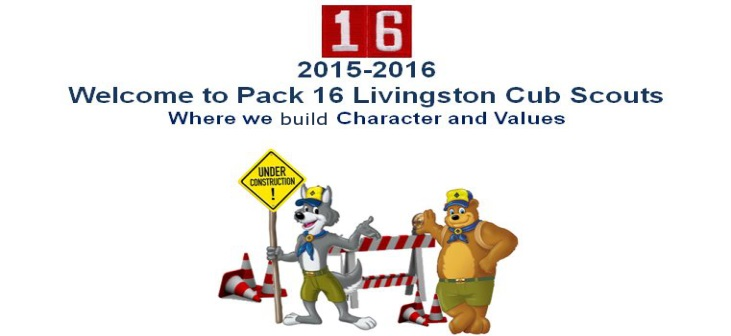 16
2015-2016
Welcome to Pack 16 Livingston Cub Scouts
Where we build Character and Values
UNDER
CONSTRUCTION
!